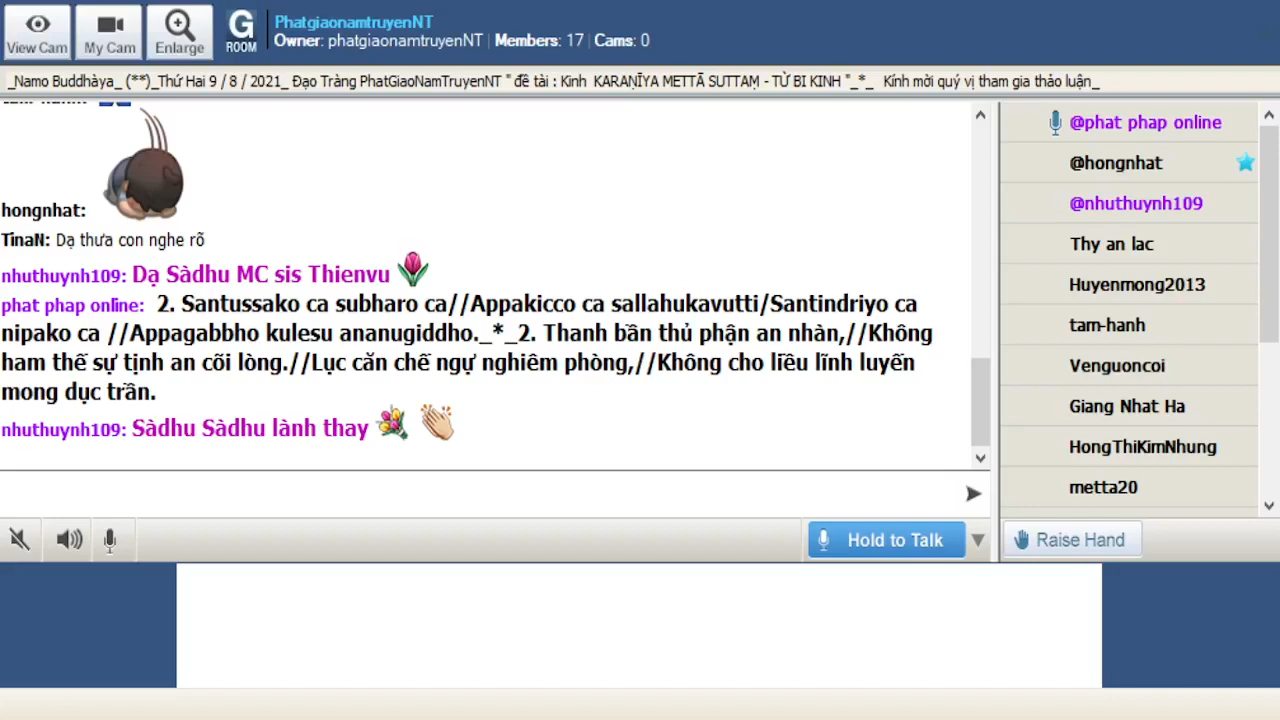 View Cam
My Cam
Enlarge
G
ROOM
PhatgiaonamtruyenNT
Owner: phatgiaonamtruyenNT | Members: 17 | Cams: 0
_Namo Buddhàya_ (**)_Thứ Hai 9 / 8 / 2021_ Đạo Tràng PhatGiaoNamTruyenNT " đề tài : Kinh KARAṆĪYA METTĀ SUTTAṂ - TỪ BI KINH "_*_ Kính mời quý vị tham gia thảo luận_
hongnhat:
TinaN: Dạ thưa con nghe rõ
nhuthuynh109: Dạ Sàdhu MC sis Thienvu
phat phap online: 2. Santussako ca subharo ca//Appakicco ca sallahukavutti/Santindriyo ca
nipako ca //Appagabbho kulesu ananugiddho._*_2. Thanh bần thủ phận an nhàn,//Không
ham thế sự tịnh an cõi lòng.//Lục căn chế ngự nghiêm phòng,//Không cho liều lĩnh luyến
mong dục trần.
nhuthuynh109: Sàdhu Sàdhu lành thay
@phat phap online
@hongnhat
@nhuthuynh109
Thy an lac
Huyenmong2013
tam-hanh
Venguoncoi
Giang Nhat Ha
HongThiKimNhung
metta20
Hold to Talk
Raise Hand